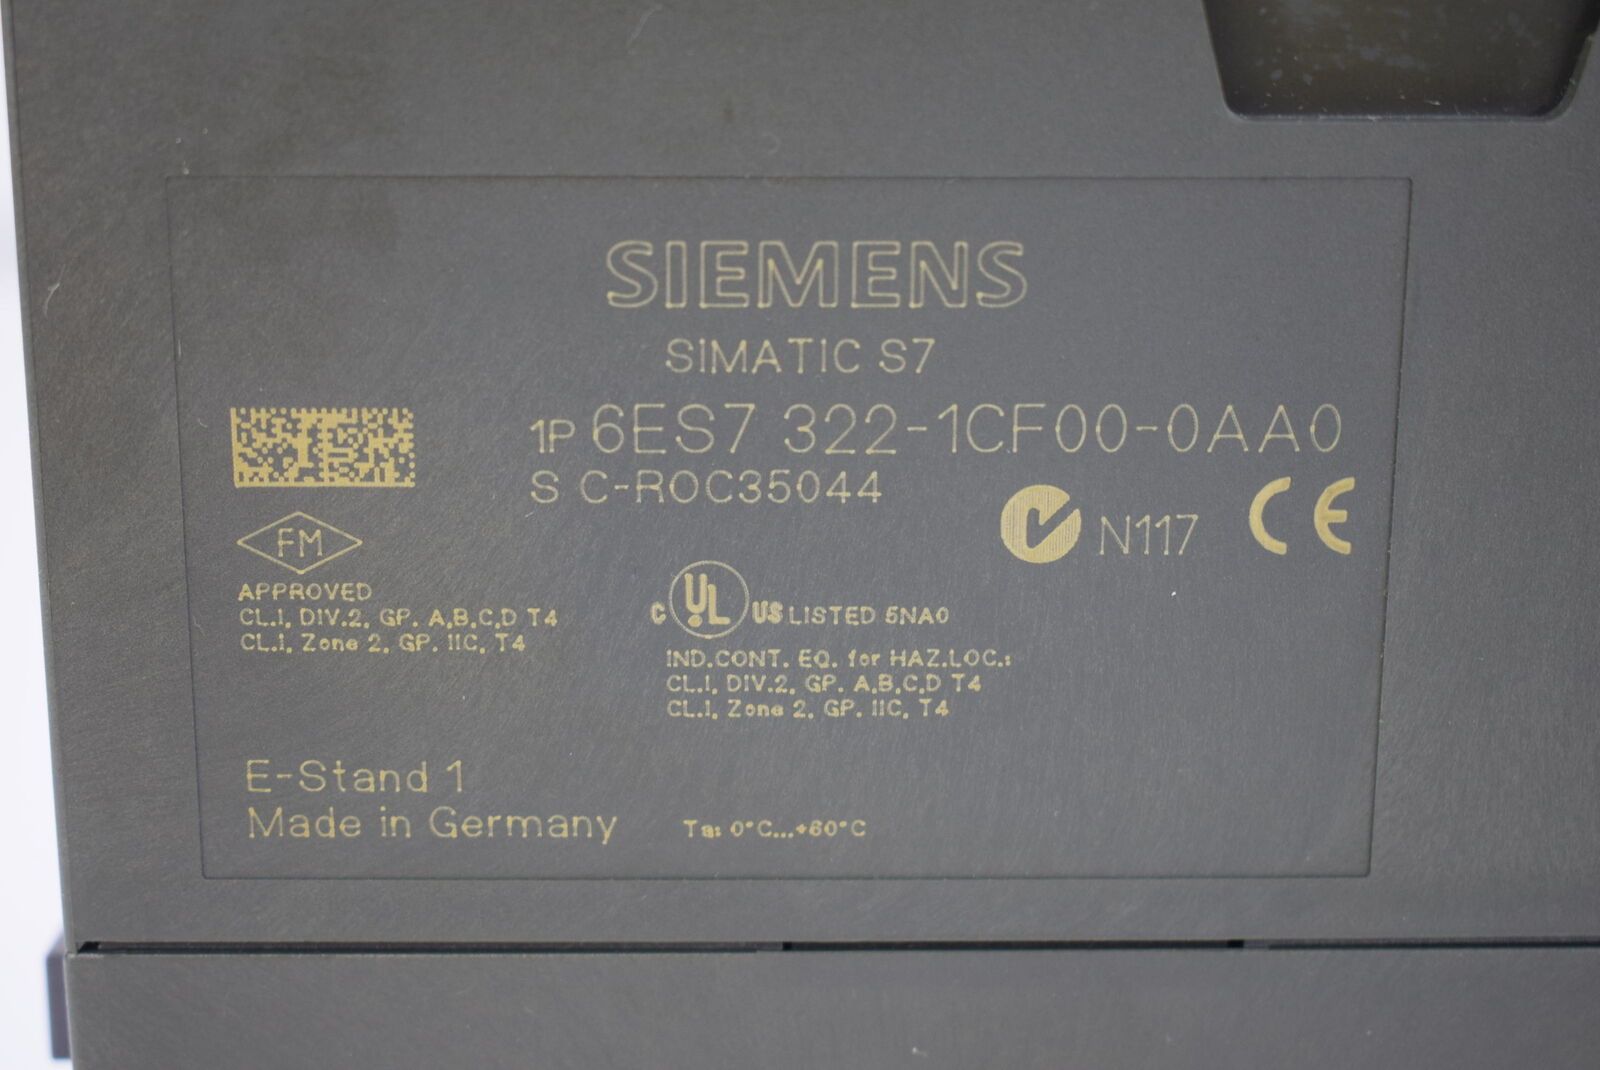 SIEMENS
SIMATIC S7
1P 6ES7 322-1CF00-0AA0
S C-R0C35044
N117 CE
FM
APPROVED
CL.I, DIV.2, GP. A,B,C,D T4
CL.I, Zone 2, GP. IIC, T4
C UL US LISTED 5NA0
IND.CONT. EQ. for HAZ.LOC.:
CL.I, DIV.2, GP. A,B,C,D T4
CL.I, Zone 2, GP. IIC, T4
E-Stand 1
Made in Germany
Ta: 0°C...+60°C